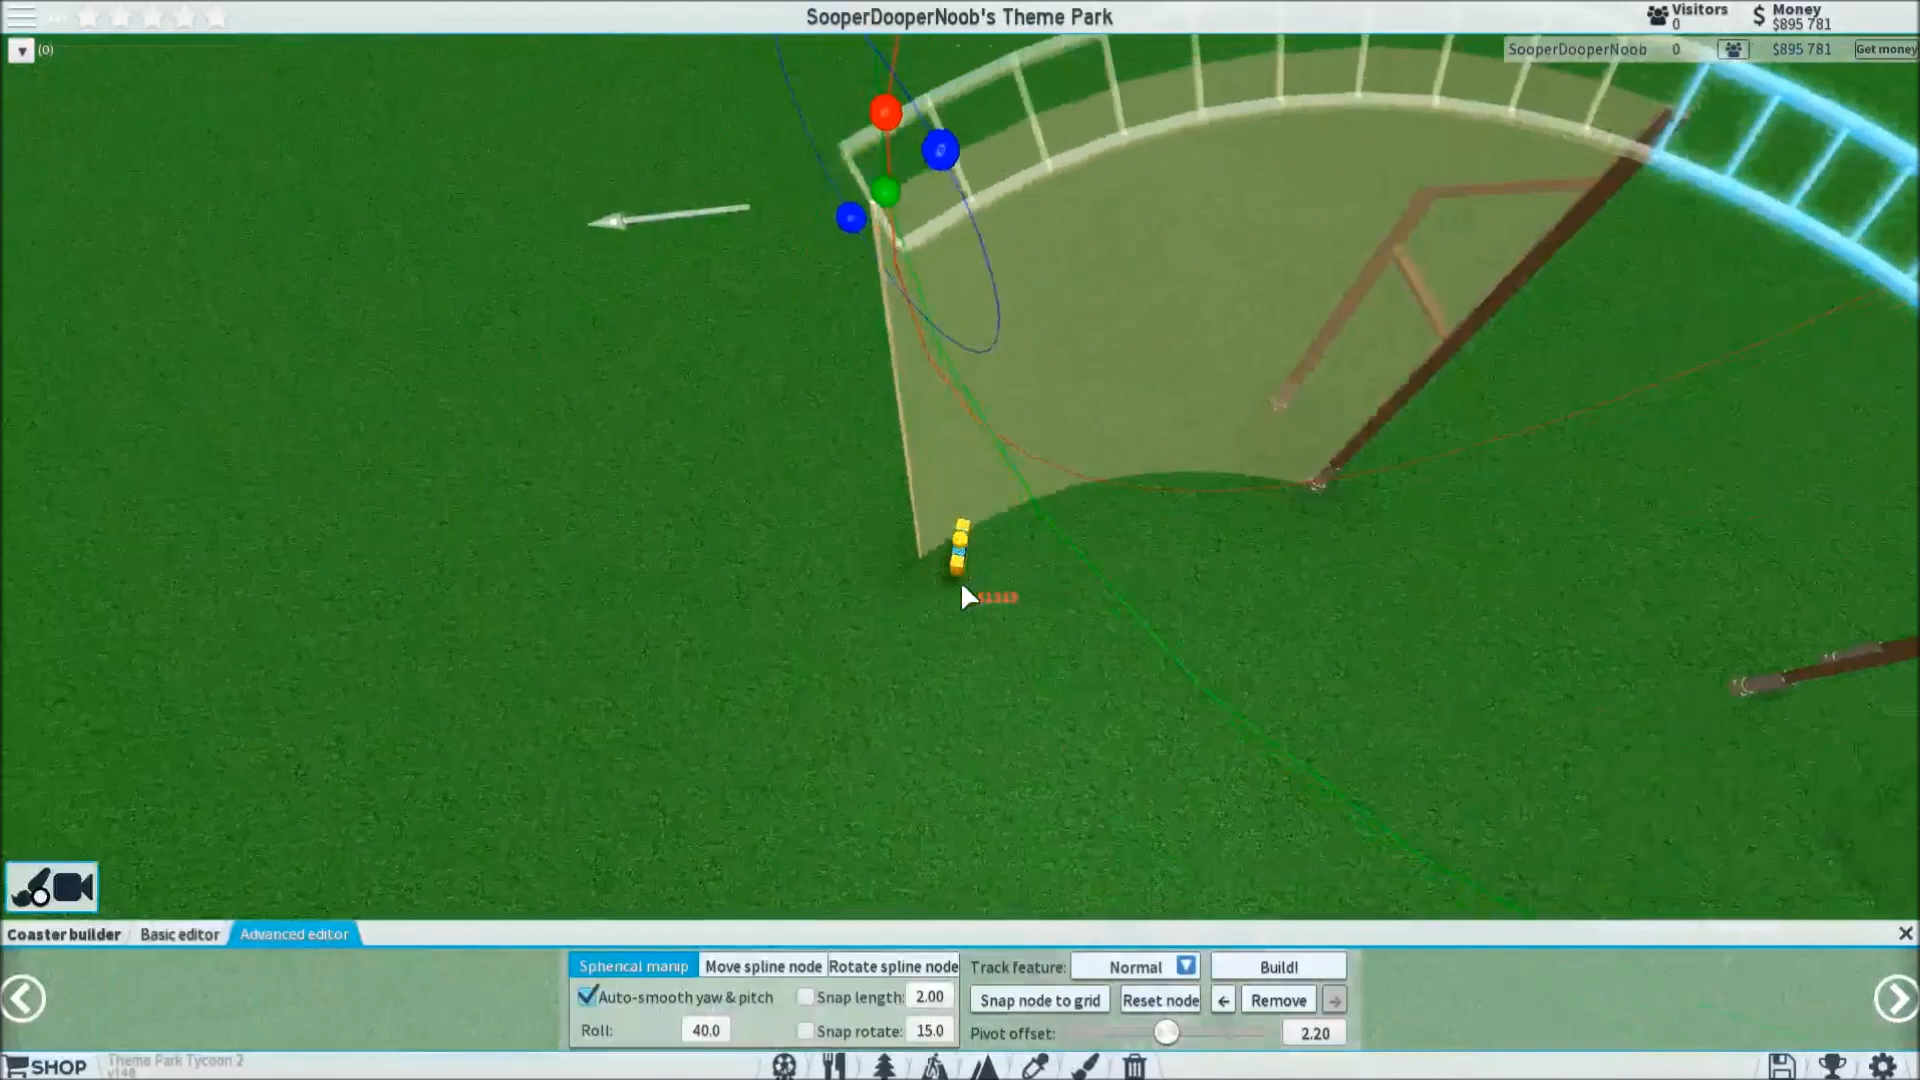 SooperDooperNoob's Theme Park
Visitors
0
$ Money
$895 781
(0)
SooperDooperNoob 0 $895 781 Get money
Coaster builder Basic editor Advanced editor
Spherical manip Move spline node Rotate spline node Track feature: Normal Build!
Auto-smooth yaw & pitch Snap length: 2.00 Snap node to grid Reset node Remove
Roll: 40.0 Snap rotate: 15.0 Pivot offset: 2.20
SHOP
Theme Park Tycoon 2
v148